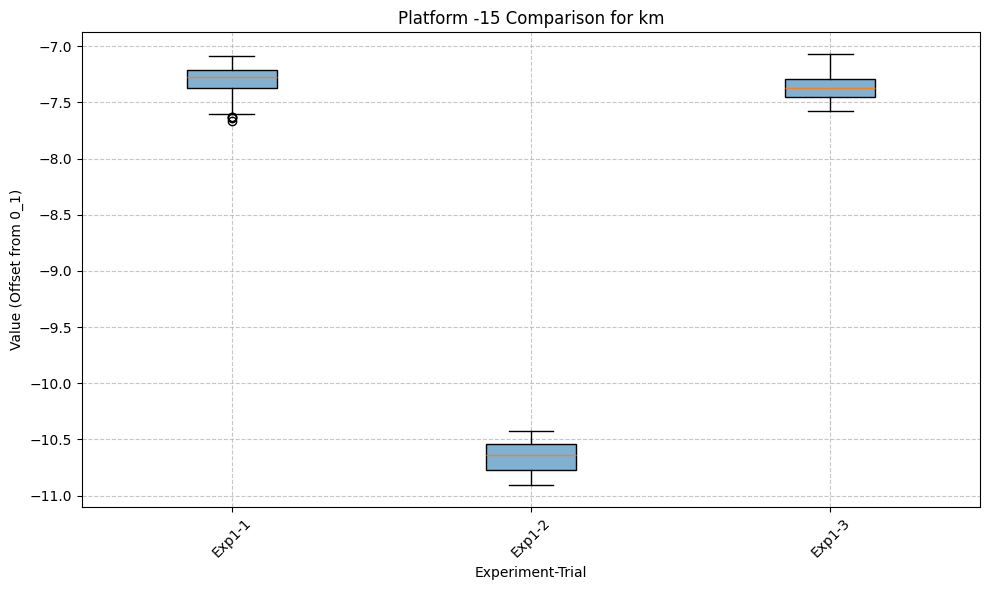 Platform -15 Comparison for km
Value (Offset from 0_1)
−7.0
−7.5
−8.0
−8.5
−9.0
−9.5
−10.0
−10.5
−11.0
Exp1-1
Exp1-2
Exp1-3
Experiment-Trial